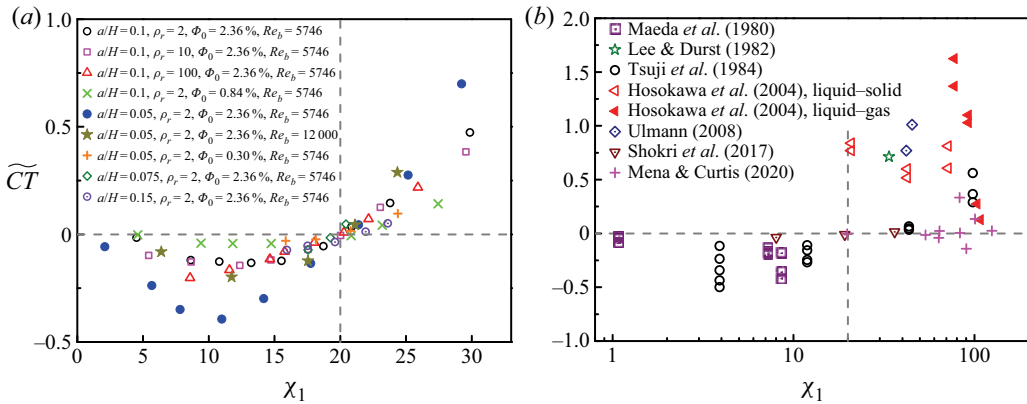 (a)
1.0
0.5
0
−0.5
CT
a/H=0.1, ρr=2, Φ0=2.36%, Reb=5746
a/H=0.1, ρr=10, Φ0=2.36%, Reb=5746
a/H=0.1, ρr=100, Φ0=2.36%, Reb=5746
a/H=0.1, ρr=2, Φ0=0.84%, Reb=5746
a/H=0.05, ρr=2, Φ0=2.36%, Reb=5746
a/H=0.05, ρr=2, Φ0=2.36%, Reb=12 000
a/H=0.05, ρr=2, Φ0=0.30%, Reb=5746
a/H=0.075, ρr=2, Φ0=2.36%, Reb=5746
a/H=0.15, ρr=2, Φ0=2.36%, Reb=5746
0 5 10 15 20 25 30 35
χ1
(b)
2.0
1.5
1.0
0.5
0
−0.5
−1.0
Maeda et al. (1980)
Lee & Durst (1982)
Tsuji et al. (1984)
Hosokawa et al. (2004), liquid–solid
Hosokawa et al. (2004), liquid–gas
Ulmann (2008)
Shokri et al. (2017)
Mena & Curtis (2020)
1 10 100
χ1